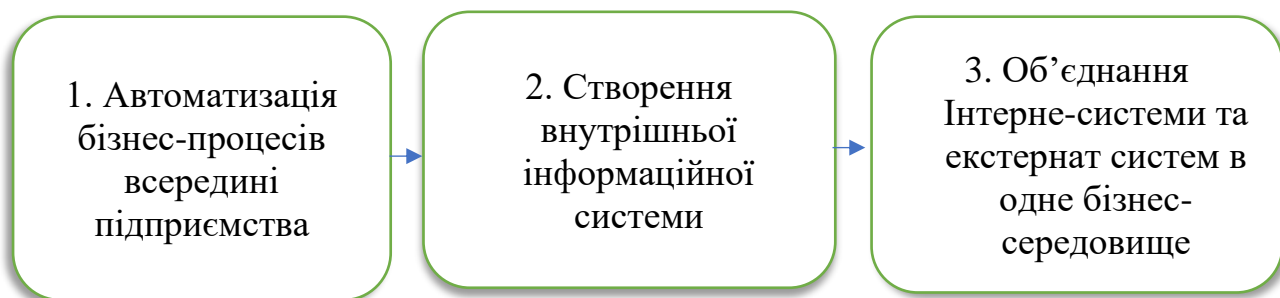 1. Автоматизація
бізнес-процесів
всередині
підприємства
2. Створення
внутрішньої
інформаційної
системи
3. Об’єднання
Інтерне-системи та
екстернат систем в
одне бізнес-
середовище